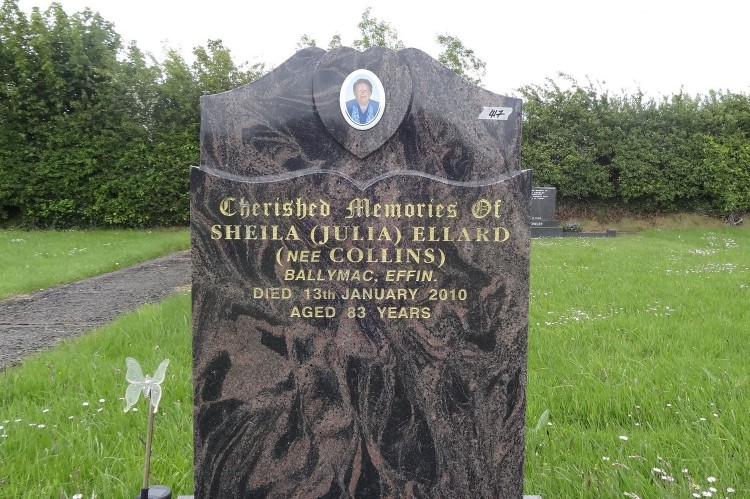 417
Cherished Memories Of
SHEILA (JULIA) ELLARD
(NEE COLLINS)
BALLYMAC, EFFIN,
DIED 13th JANUARY 2010
AGED 83 YEARS